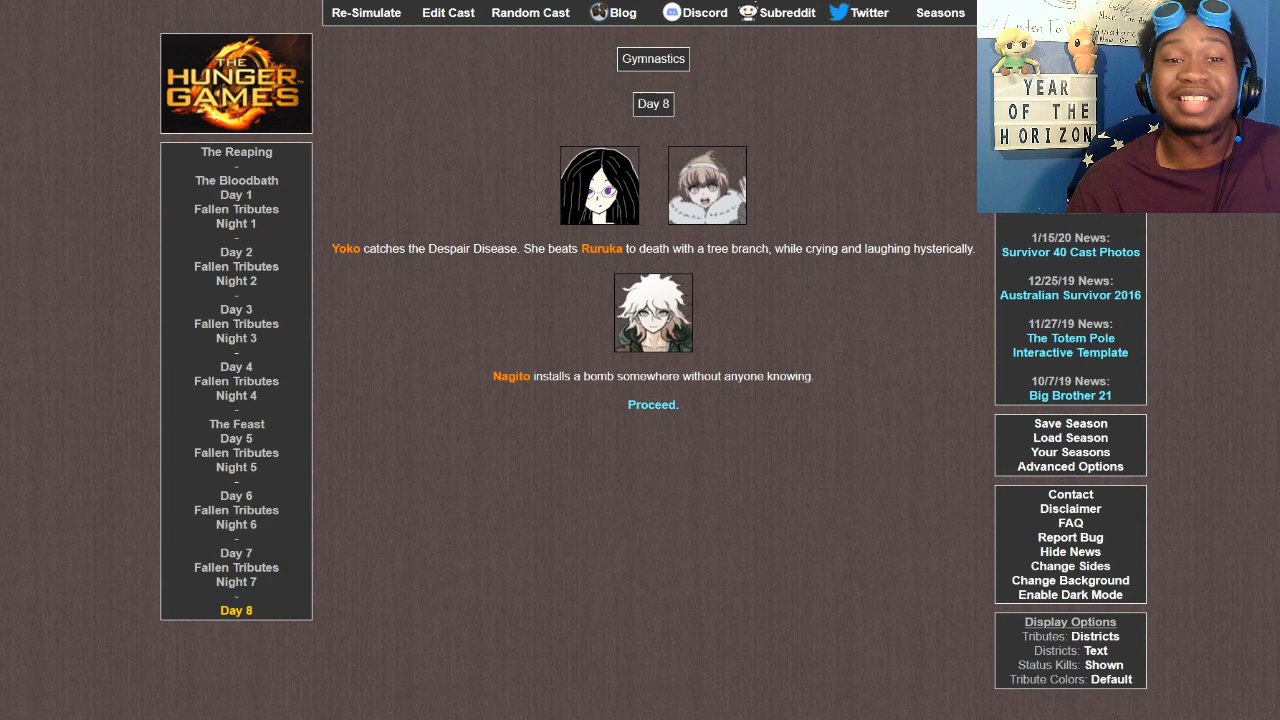 Re-Simulate Edit Cast Random Cast Blog Discord Subreddit Twitter Seasons
THE
HUNGER
GAMES
The Reaping
-
The Bloodbath
Day 1
Fallen Tributes
Night 1
-
Day 2
Fallen Tributes
Night 2
-
Day 3
Fallen Tributes
Night 3
-
Day 4
Fallen Tributes
Night 4
-
The Feast
Day 5
Fallen Tributes
Night 5
-
Day 6
Fallen Tributes
Night 6
-
Day 7
Fallen Tributes
Night 7
-
Day 8
Gymnastics
Day 8
Yoko catches the Despair Disease. She beats Ruruka to death with a tree branch, while crying and laughing hysterically.
Nagito installs a bomb somewhere without anyone knowing.
Proceed.
Listen To
YEAR
OF THE
HORIZON
1/15/20 News:
Survivor 40 Cast Photos
12/25/19 News:
Australian Survivor 2016
11/27/19 News:
The Totem Pole
Interactive Template
10/7/19 News:
Big Brother 21
Save Season
Load Season
Your Seasons
Advanced Options
Contact
Disclaimer
FAQ
Report Bug
Hide News
Change Sides
Change Background
Enable Dark Mode
Display Options
Tributes: Districts
Districts: Text
Status Kills: Shown
Tribute Colors: Default